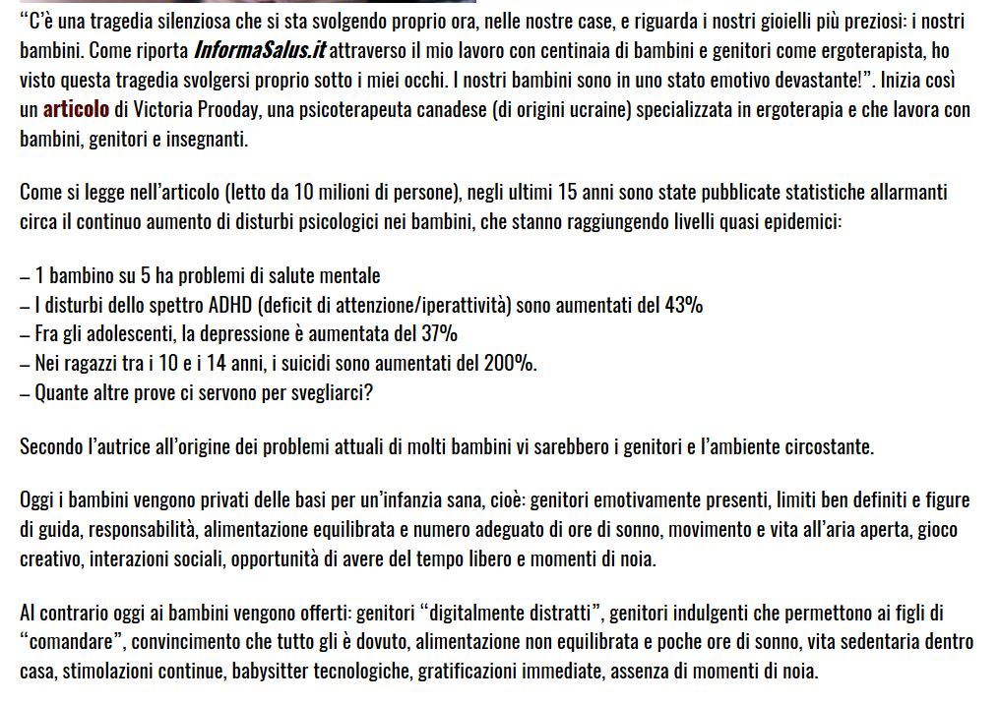 “C’è una tragedia silenziosa che si sta svolgendo proprio ora, nelle nostre case, e riguarda i nostri gioielli più preziosi: i nostri
bambini. Come riporta InformaSalus.it attraverso il mio lavoro con centinaia di bambini e genitori come ergoterapista, ho
visto questa tragedia svolgersi proprio sotto i miei occhi. I nostri bambini sono in uno stato emotivo devastante!”. Inizia così
un articolo di Victoria Prooday, una psicoterapeuta canadese (di origini ucraine) specializzata in ergoterapia e che lavora con
bambini, genitori e insegnanti.
Come si legge nell’articolo (letto da 10 milioni di persone), negli ultimi 15 anni sono state pubblicate statistiche allarmanti
circa il continuo aumento di disturbi psicologici nei bambini, che stanno raggiungendo livelli quasi epidemici:
– 1 bambino su 5 ha problemi di salute mentale
– I disturbi dello spettro ADHD (deficit di attenzione/iperattività) sono aumentati del 43%
– Fra gli adolescenti, la depressione è aumentata del 37%
– Nei ragazzi tra i 10 e i 14 anni, i suicidi sono aumentati del 200%.
– Quante altre prove ci servono per svegliarci?
Secondo l’autrice all’origine dei problemi attuali di molti bambini vi sarebbero i genitori e l’ambiente circostante.
Oggi i bambini vengono privati delle basi per un’infanzia sana, cioè: genitori emotivamente presenti, limiti ben definiti e figure
di guida, responsabilità, alimentazione equilibrata e numero adeguato di ore di sonno, movimento e vita all’aria aperta, gioco
creativo, interazioni sociali, opportunità di avere del tempo libero e momenti di noia.
Al contrario oggi ai bambini vengono offerti: genitori “digitalmente distratti”, genitori indulgenti che permettono ai figli di
“comandare”, convincimento che tutto gli è dovuto, alimentazione non equilibrata e poche ore di sonno, vita sedentaria dentro
casa, stimolazioni continue, babysitter tecnologiche, gratificazioni immediate, assenza di momenti di noia.